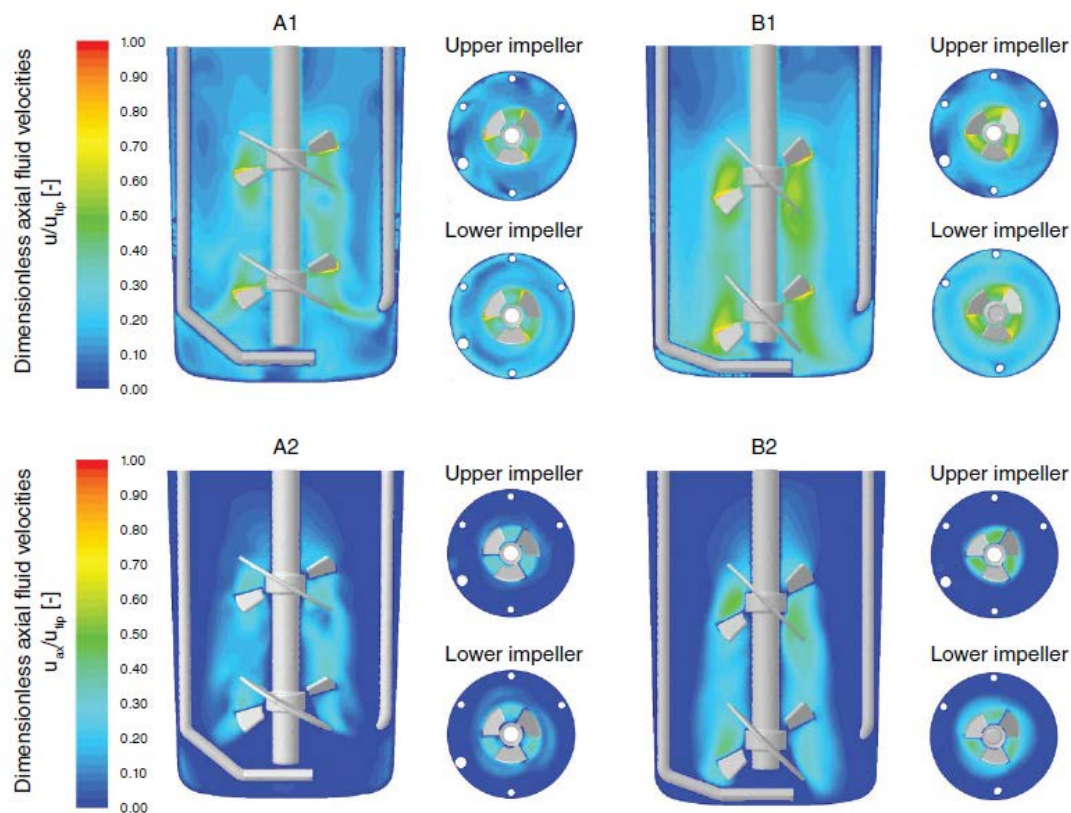 A1
B1
Dimensionless axial fluid velocities
u/u_tip [-]
1.00
0.90
0.80
0.70
0.60
0.50
0.40
0.30
0.20
0.10
0.00
Upper impeller
Lower impeller
Upper impeller
Lower impeller
A2
B2
Dimensionless axial fluid velocities
u_ax/u_tip [-]
1.00
0.90
0.80
0.70
0.60
0.50
0.40
0.30
0.20
0.10
0.00
Upper impeller
Lower impeller
Upper impeller
Lower impeller